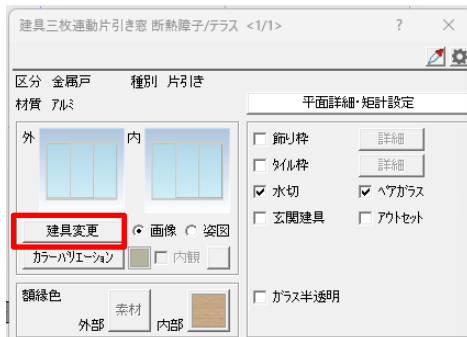 建具三枚連動片引き窓 断熱障子/テラス <1/1> ? ×
区分 金属戸 種別 片引き
材質 アルミ
平面詳細・矩計設定
外 内
建具変更 画像 姿図
カラーバリエーション 内観
額縁色
外部 素材 内部
飾り枠 詳細
タイル枠 詳細
水切 ペアガラス
玄関建具 アウトセット
ガラス半透明